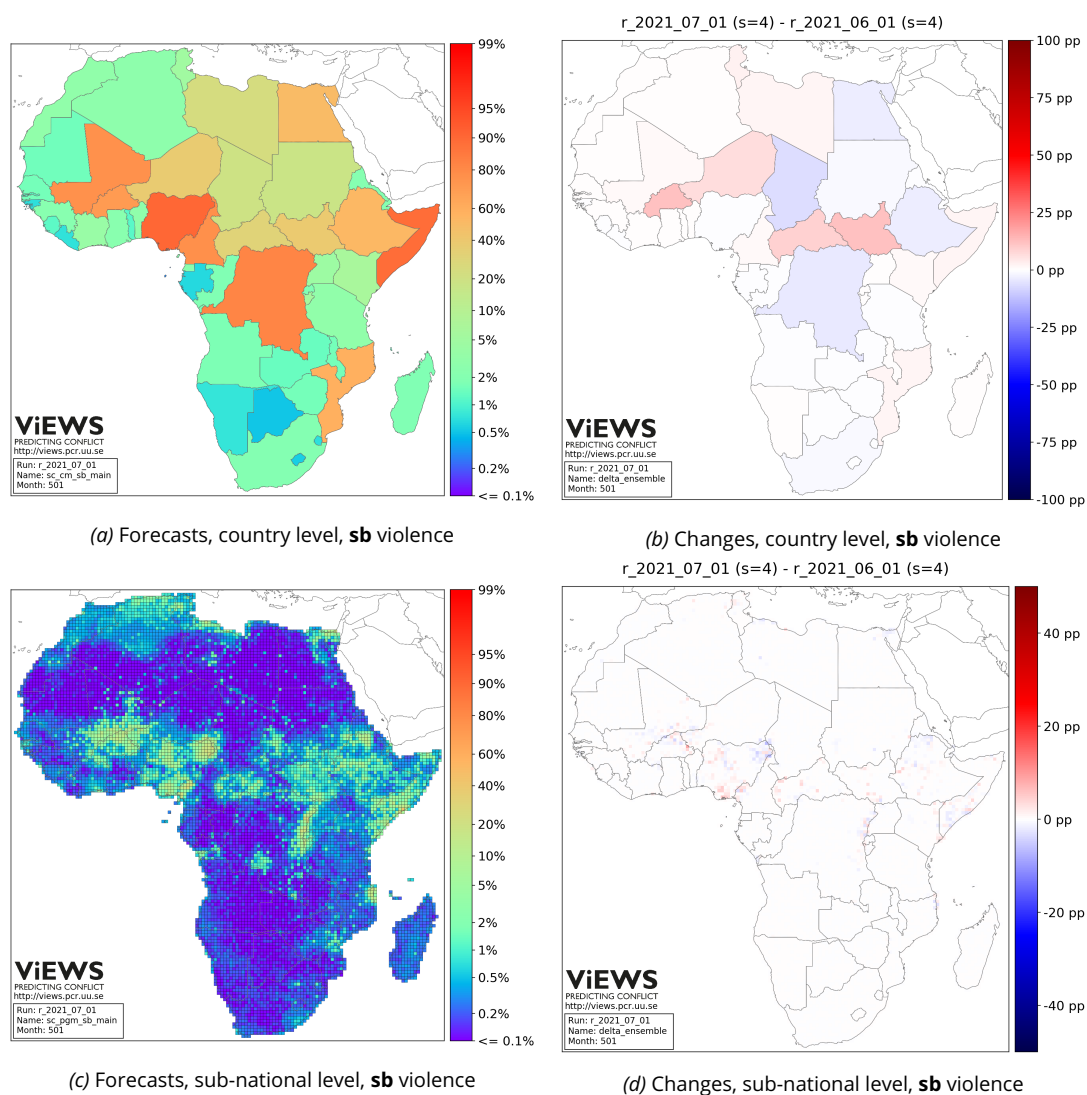 99%
95%
90%
80%
60%
40%
20%
10%
5%
2%
1%
0.5%
0.2%
<= 0.1%
ViEWS
PREDICTING CONFLICT
http://views.pcr.uu.se
Run: r_2021_07_01
Name: sc_cm_sb_main
Month: 501
(a) Forecasts, country level, sb violence
r_2021_07_01 (s=4) - r_2021_06_01 (s=4)
100 pp
75 pp
50 pp
25 pp
0 pp
-25 pp
-50 pp
-75 pp
-100 pp
ViEWS
PREDICTING CONFLICT
http://views.pcr.uu.se
Run: r_2021_07_01
Name: delta_ensemble
Month: 501
(b) Changes, country level, sb violence
99%
95%
90%
80%
60%
40%
20%
10%
5%
2%
1%
0.5%
0.2%
<= 0.1%
ViEWS
PREDICTING CONFLICT
http://views.pcr.uu.se
Run: r_2021_07_01
Name: sc_pgm_sb_main
Month: 501
(c) Forecasts, sub-national level, sb violence
r_2021_07_01 (s=4) - r_2021_06_01 (s=4)
40 pp
20 pp
0 pp
-20 pp
-40 pp
ViEWS
PREDICTING CONFLICT
http://views.pcr.uu.se
Run: r_2021_07_01
Name: delta_ensemble
Month: 501
(d) Changes, sub-national level, sb violence